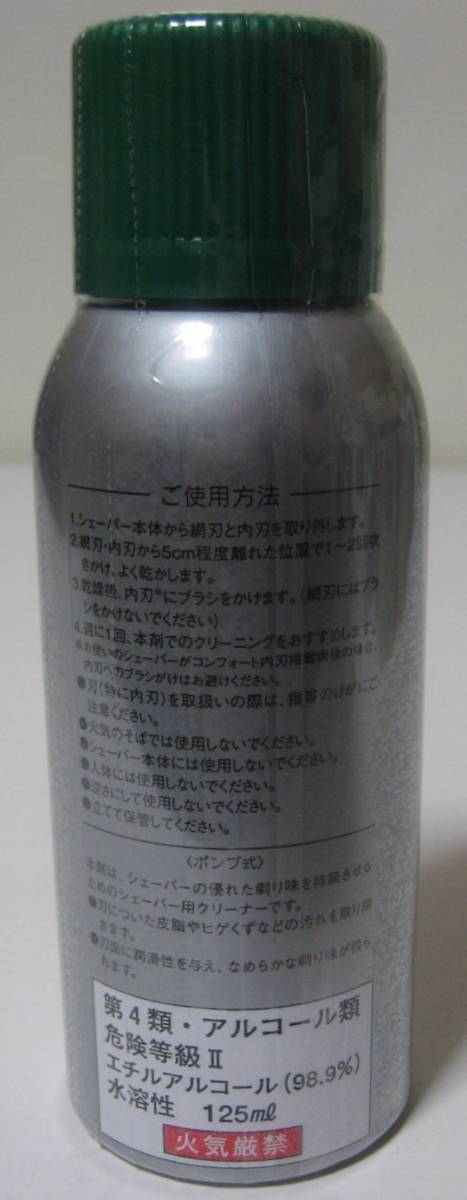 ご使用方法
1.シェーバー本体から網刃と内刃を取り外します。
2.網刃・内刃から5cm程度離れた位置で1〜2回吹
きかけ、よく乾かします。
3.乾燥後、内刃※にブラシをかけます。(網刃にはブラ
シをかけないでください)
4.週に1回、本剤でのクリーニングをおすすめします。
※お使いのシェーバーがコンフォート内刃搭載機種の場合、
内刃へのブラシがけはお避けください。
●刃(特に内刃)を取扱いの際は、指等のけがにご
注意ください。
●火気のそばでは使用しないでください。
●シェーバー本体には使用しないでください。
●人体には使用しないでください。
●逆さにして使用しないでください。
●立てて保管してください。
〈ポンプ式〉
本剤は、シェーバーの優れた剃り味を持続させる
ためのシェーバー用クリーナーです。
●刃についた皮脂やヒゲくずなどの汚れを取り除
きます。
●刃面に潤滑性を与え、なめらかな剃り味が得ら
れます。
第4類・アルコール類
危険等級Ⅱ
エチルアルコール(98.9%)
水溶性 125mℓ
火気厳禁